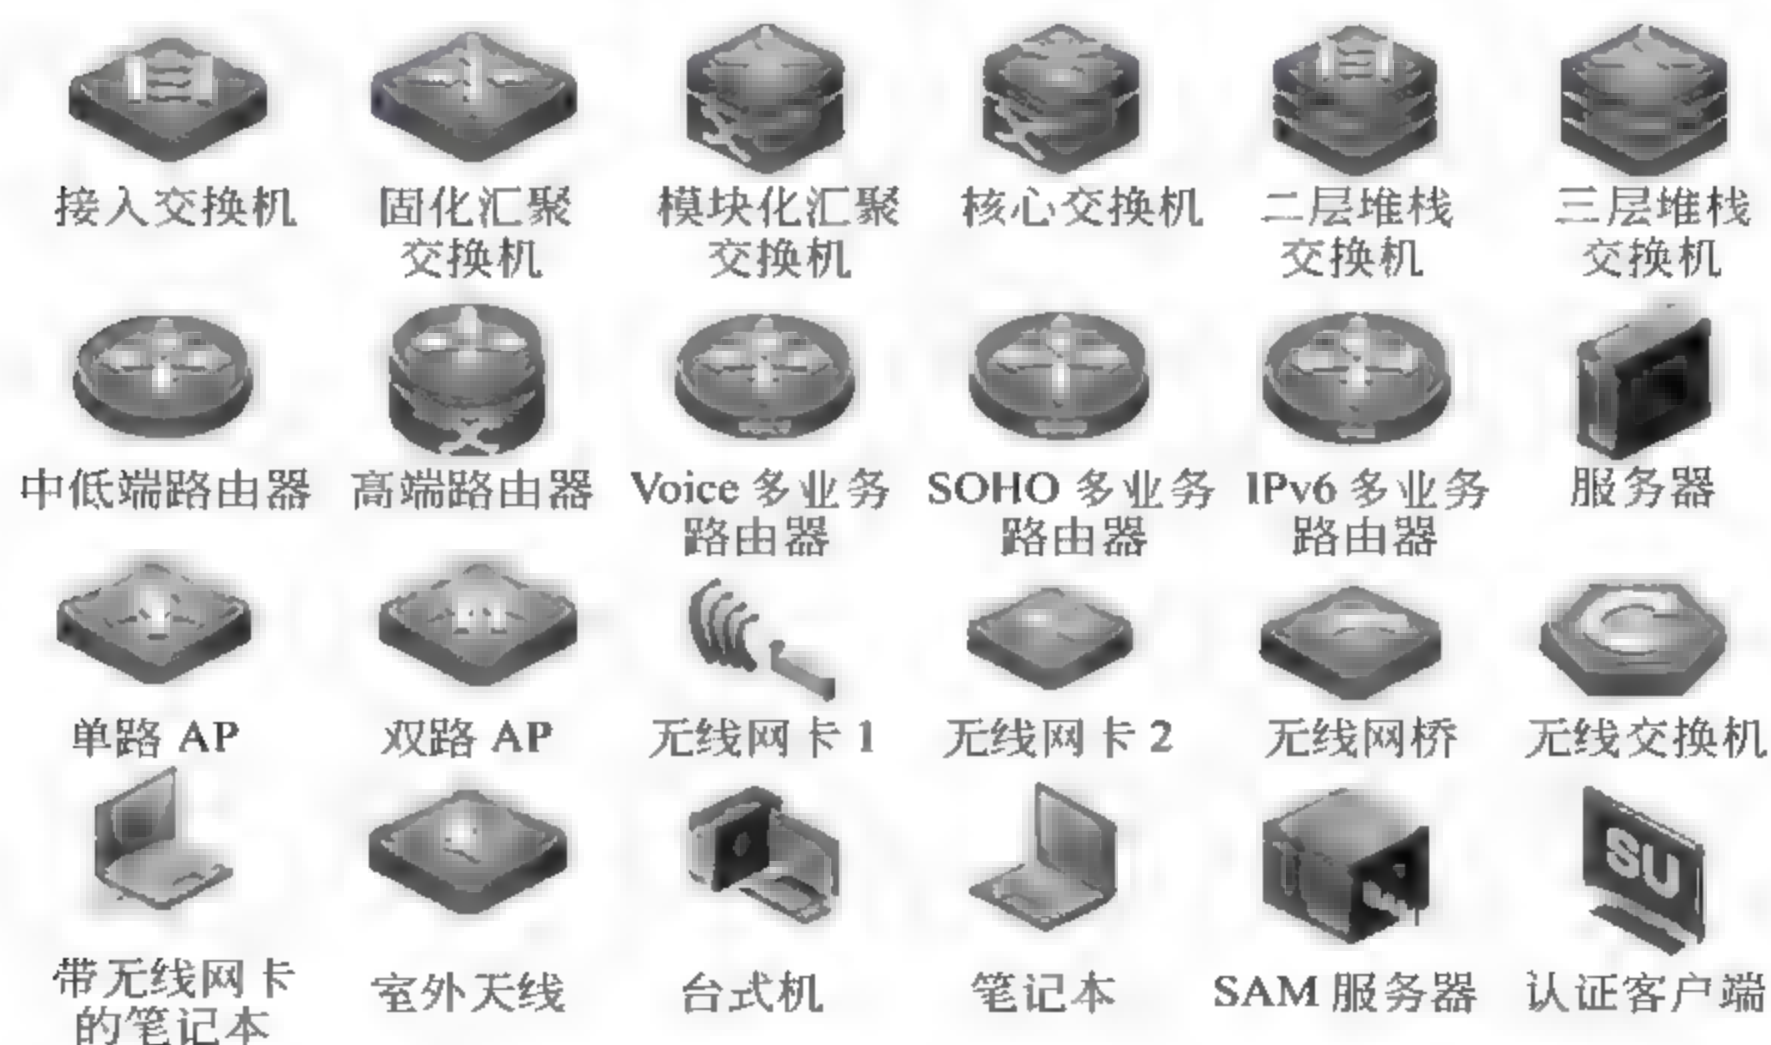 接入交换机
固化汇聚
交换机
模块化汇聚
交换机
核心交换机
二层堆栈
交换机
三层堆栈
交换机
中低端路由器
高端路由器
Voice 多业务
路由器
SOHO 多业务
路由器
IPv6 多业务
路由器
服务器
单路 AP
双路 AP
无线网卡 1
无线网卡 2
无线网桥
无线交换机
带无线网卡
的笔记本
室外天线
台式机
笔记本
SAM 服务器
SU
认证客户端